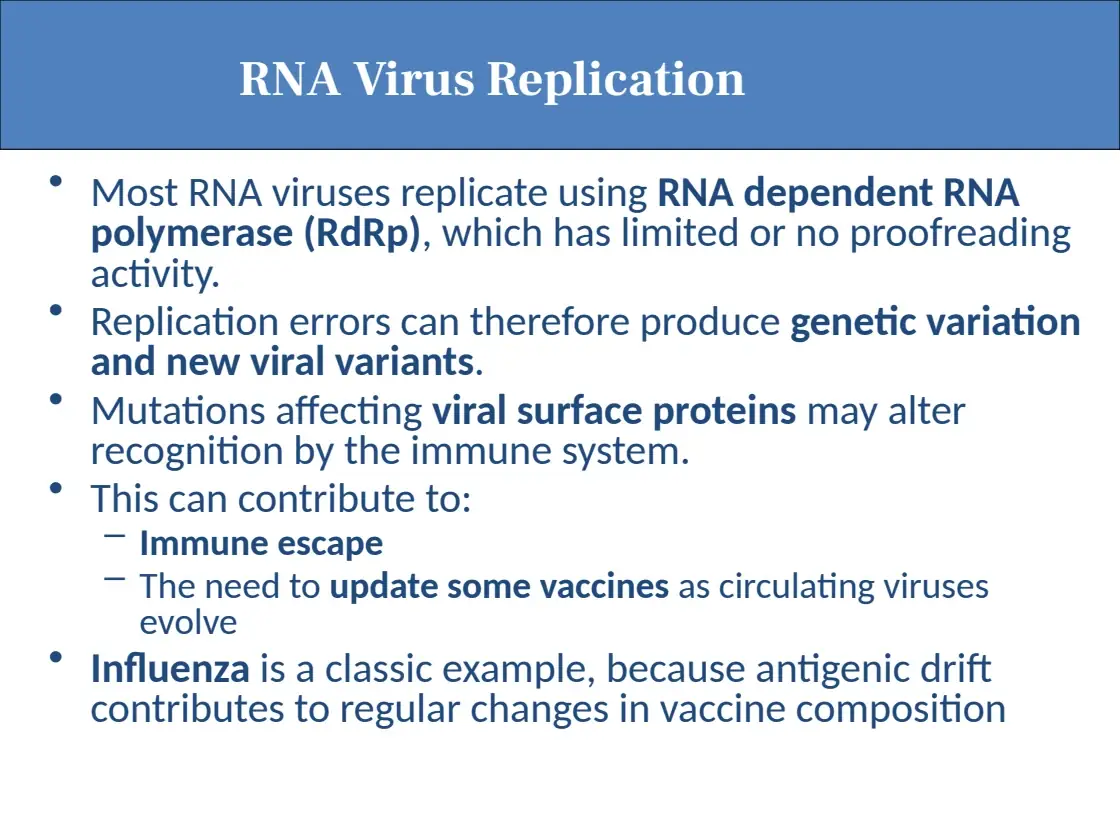 RNA Virus Replication
• Most RNA viruses replicate using RNA dependent RNA
polymerase (RdRp), which has limited or no proofreading
activity.
• Replication errors can therefore produce genetic variation
and new viral variants.
• Mutations affecting viral surface proteins may alter
recognition by the immune system.
• This can contribute to:
– Immune escape
– The need to update some vaccines as circulating viruses
evolve
• Influenza is a classic example, because antigenic drift
contributes to regular changes in vaccine composition